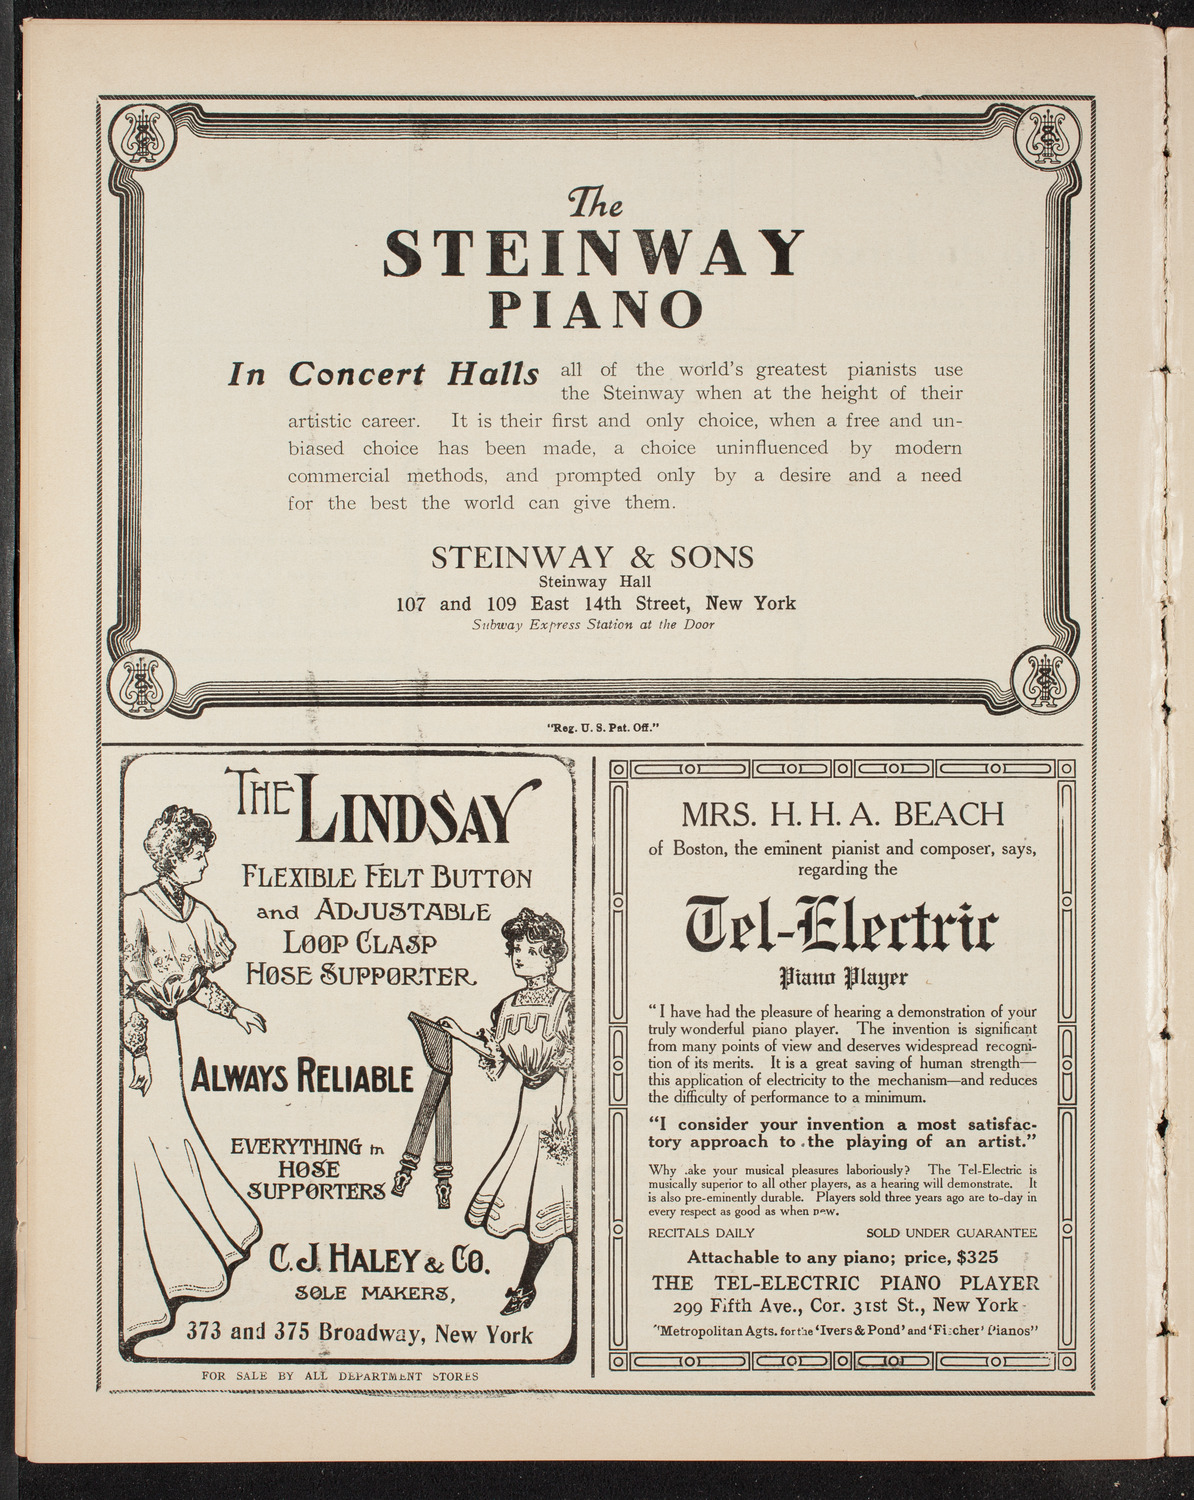 The
STEINWAY
PIANO
In Concert Halls all of the world's greatest pianists use
the Steinway when at the height of their
artistic career. It is their first and only choice, when a free and un-
biased choice has been made, a choice uninfluenced by modern
commercial methods, and prompted only by a desire and a need
for the best the world can give them.
STEINWAY & SONS
Steinway Hall
107 and 109 East 14th Street, New York
Subway Express Station at the Door
"Reg. U. S. Pat. Off."
THE LINDSAY
FLEXIBLE FELT BUTTON
and ADJUSTABLE
LOOP CLASP
HOSE SUPPORTER
ALWAYS RELIABLE
EVERYTHING in
HOSE
SUPPORTERS
C. J. HALEY & CO.
SOLE MAKERS,
373 and 375 Broadway, New York
FOR SALE BY ALL DEPARTMENT STORES
MRS. H. H. A. BEACH
of Boston, the eminent pianist and composer, says,
regarding the
Tel-Electric
Piano Player
"I have had the pleasure of hearing a demonstration of your
truly wonderful piano player. The invention is significant
from many points of view and deserves widespread recogni-
tion of its merits. It is a great saving of human strength—
this application of electricity to the mechanism—and reduces
the difficulty of performance to a minimum.
"I consider your invention a most satisfac-
tory approach to the playing of an artist."
Why take your musical pleasures laboriously? The Tel-Electric is
musically superior to all other players, as a hearing will demonstrate. It
is also pre-eminently durable. Players sold three years ago are to-day in
every respect as good as when new.
RECITALS DAILY SOLD UNDER GUARANTEE
Attachable to any piano; price, $325
THE TEL-ELECTRIC PIANO PLAYER
299 Fifth Ave., Cor. 31st St., New York
"Metropolitan Agts. for the 'Ivers & Pond' and 'Fischer' Pianos"